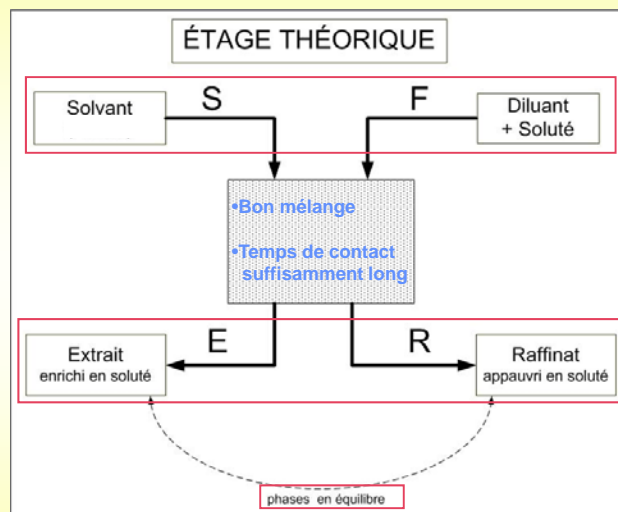 ÉTAGE THÉORIQUE
Solvant
S
F
Diluant
+ Soluté
•Bon mélange
•Temps de contact
suffisamment long
Extrait
enrichi en soluté
E
R
Raffinat
appauvri en soluté
phases en équilibre